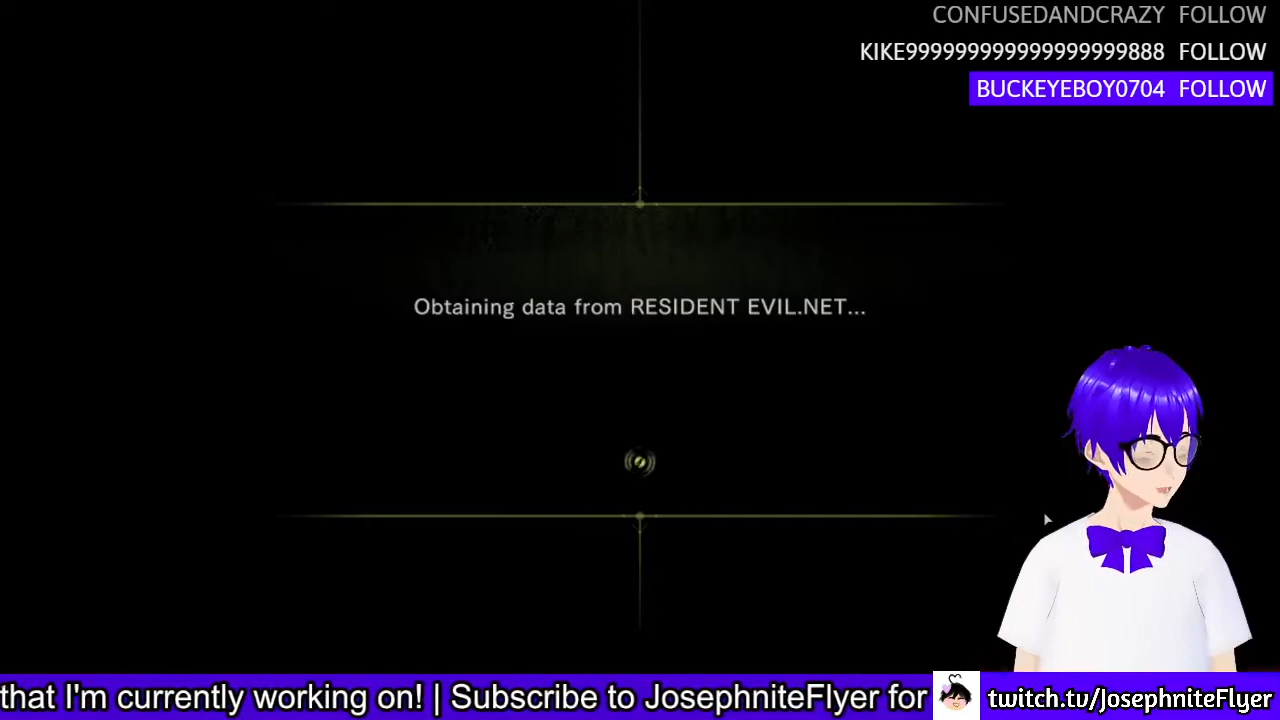 CONFUSEDANDCRAZY FOLLOW
KIKE999999999999999999888 FOLLOW
BUCKEYEBOY0704 FOLLOW
Obtaining data from RESIDENT EVIL.NET...
that I'm currently working on! | Subscribe to JosephniteFlyer for
twitch.tv/JosephniteFlyer